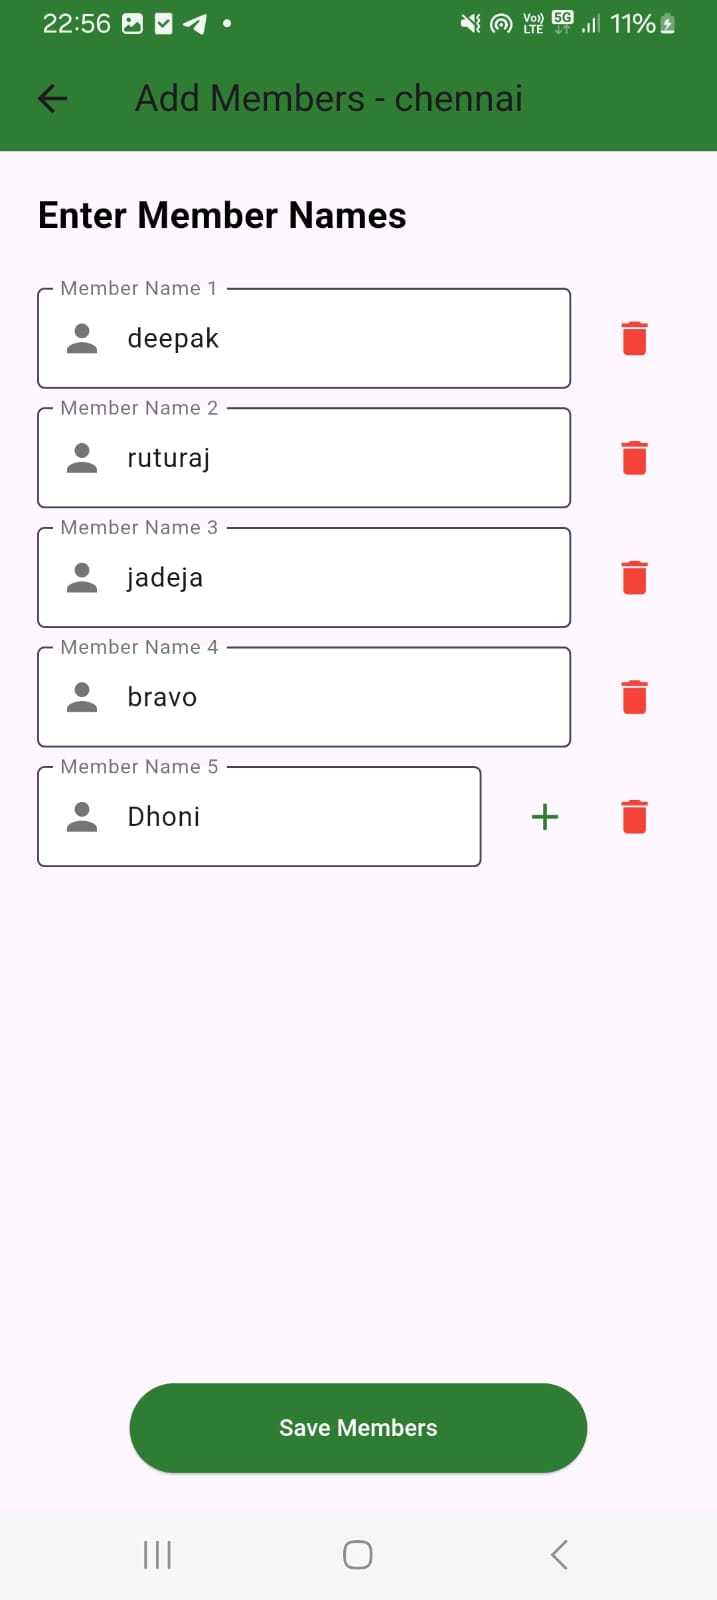 22:56 Vo)) LTE 5G 11%
Add Members - chennai
Enter Member Names
Member Name 1
deepak
Member Name 2
ruturaj
Member Name 3
jadeja
Member Name 4
bravo
Member Name 5
Dhoni
Save Members